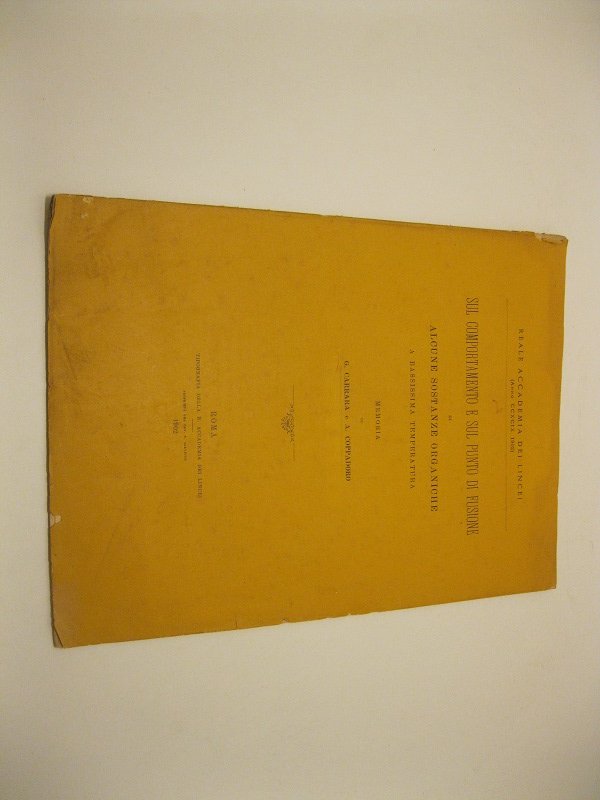 REALE ACCADEMIA DEI LINCEI
SUL COMPORTAMENTO E SUL PUNTO DI FUSIONE
DI
ALCUNE SOSTANZE ORGANICHE
A BASSISSIMA TEMPERATURA
MEMORIA
DI
G. CARRARA e A. COPPADORO
ROMA
TIPOGRAFIA DELLA R. ACCADEMIA DEI LINCEI
1902